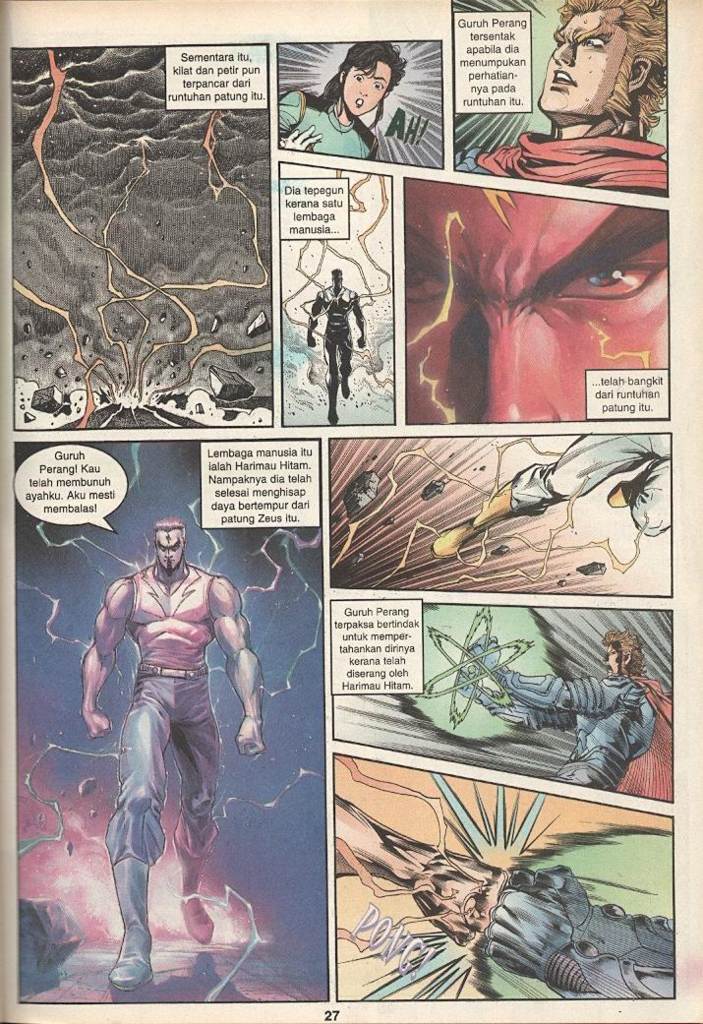 Sementara itu,
kilat dan petir pun
terpancar dari
runtuhan patung itu.
AH!
Guruh Perang
tersentak
apabila dia
menumpukan
perhatian-
nya pada
runtuhan itu.
Dia tepegun
kerana satu
lembaga
manusia...
...telah bangkit
dari runtuhan
patung itu.
Guruh
Perang! Kau
telah membunuh
ayahku. Aku mesti
membalas!
Lembaga manusia itu
ialah Harimau Hitam.
Nampaknya dia telah
selesai menghisap
daya bertempur dari
patung Zeus itu.
Guruh Perang
terpaksa bertindak
untuk memper-
tahankan dirinya
kerana telah
diserang oleh
Harimau Hitam.
PONG!
27